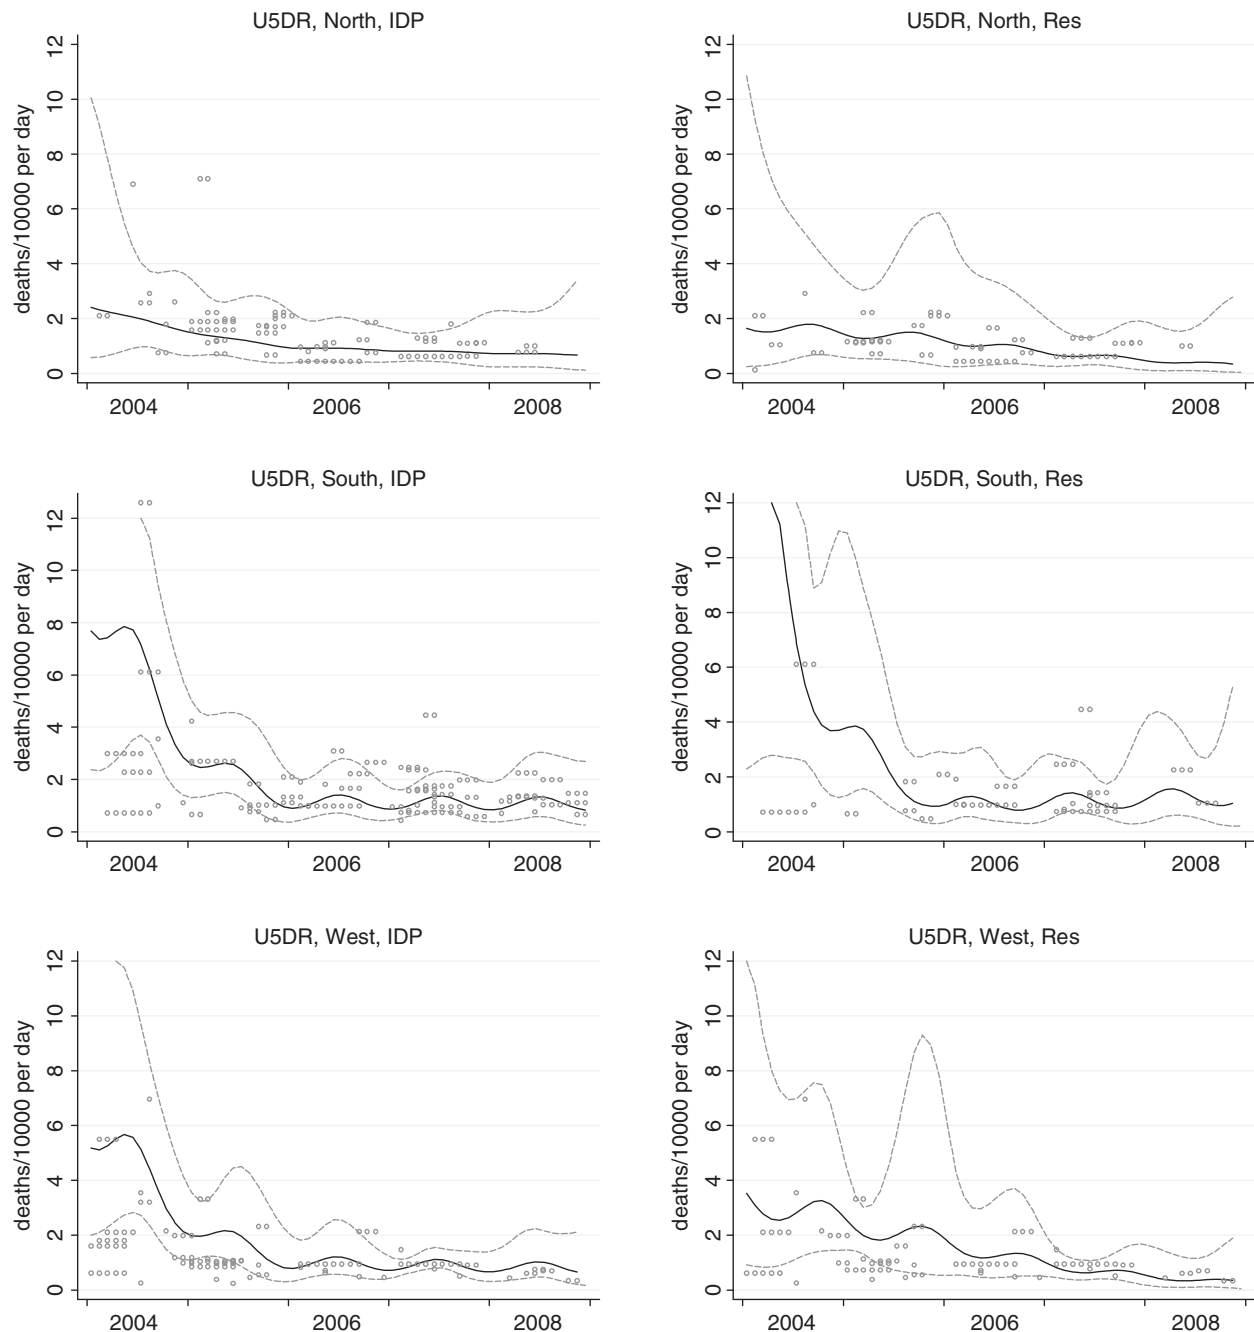 U5DR, North, IDP
deaths/10000 per day
12
10
8
6
4
2
0
2004 2006 2008
U5DR, North, Res
deaths/10000 per day
12
10
8
6
4
2
0
2004 2006 2008
U5DR, South, IDP
deaths/10000 per day
12
10
8
6
4
2
0
2004 2006 2008
U5DR, South, Res
deaths/10000 per day
12
10
8
6
4
2
0
2004 2006 2008
U5DR, West, IDP
deaths/10000 per day
12
10
8
6
4
2
0
2004 2006 2008
U5DR, West, Res
deaths/10000 per day
12
10
8
6
4
2
0
2004 2006 2008